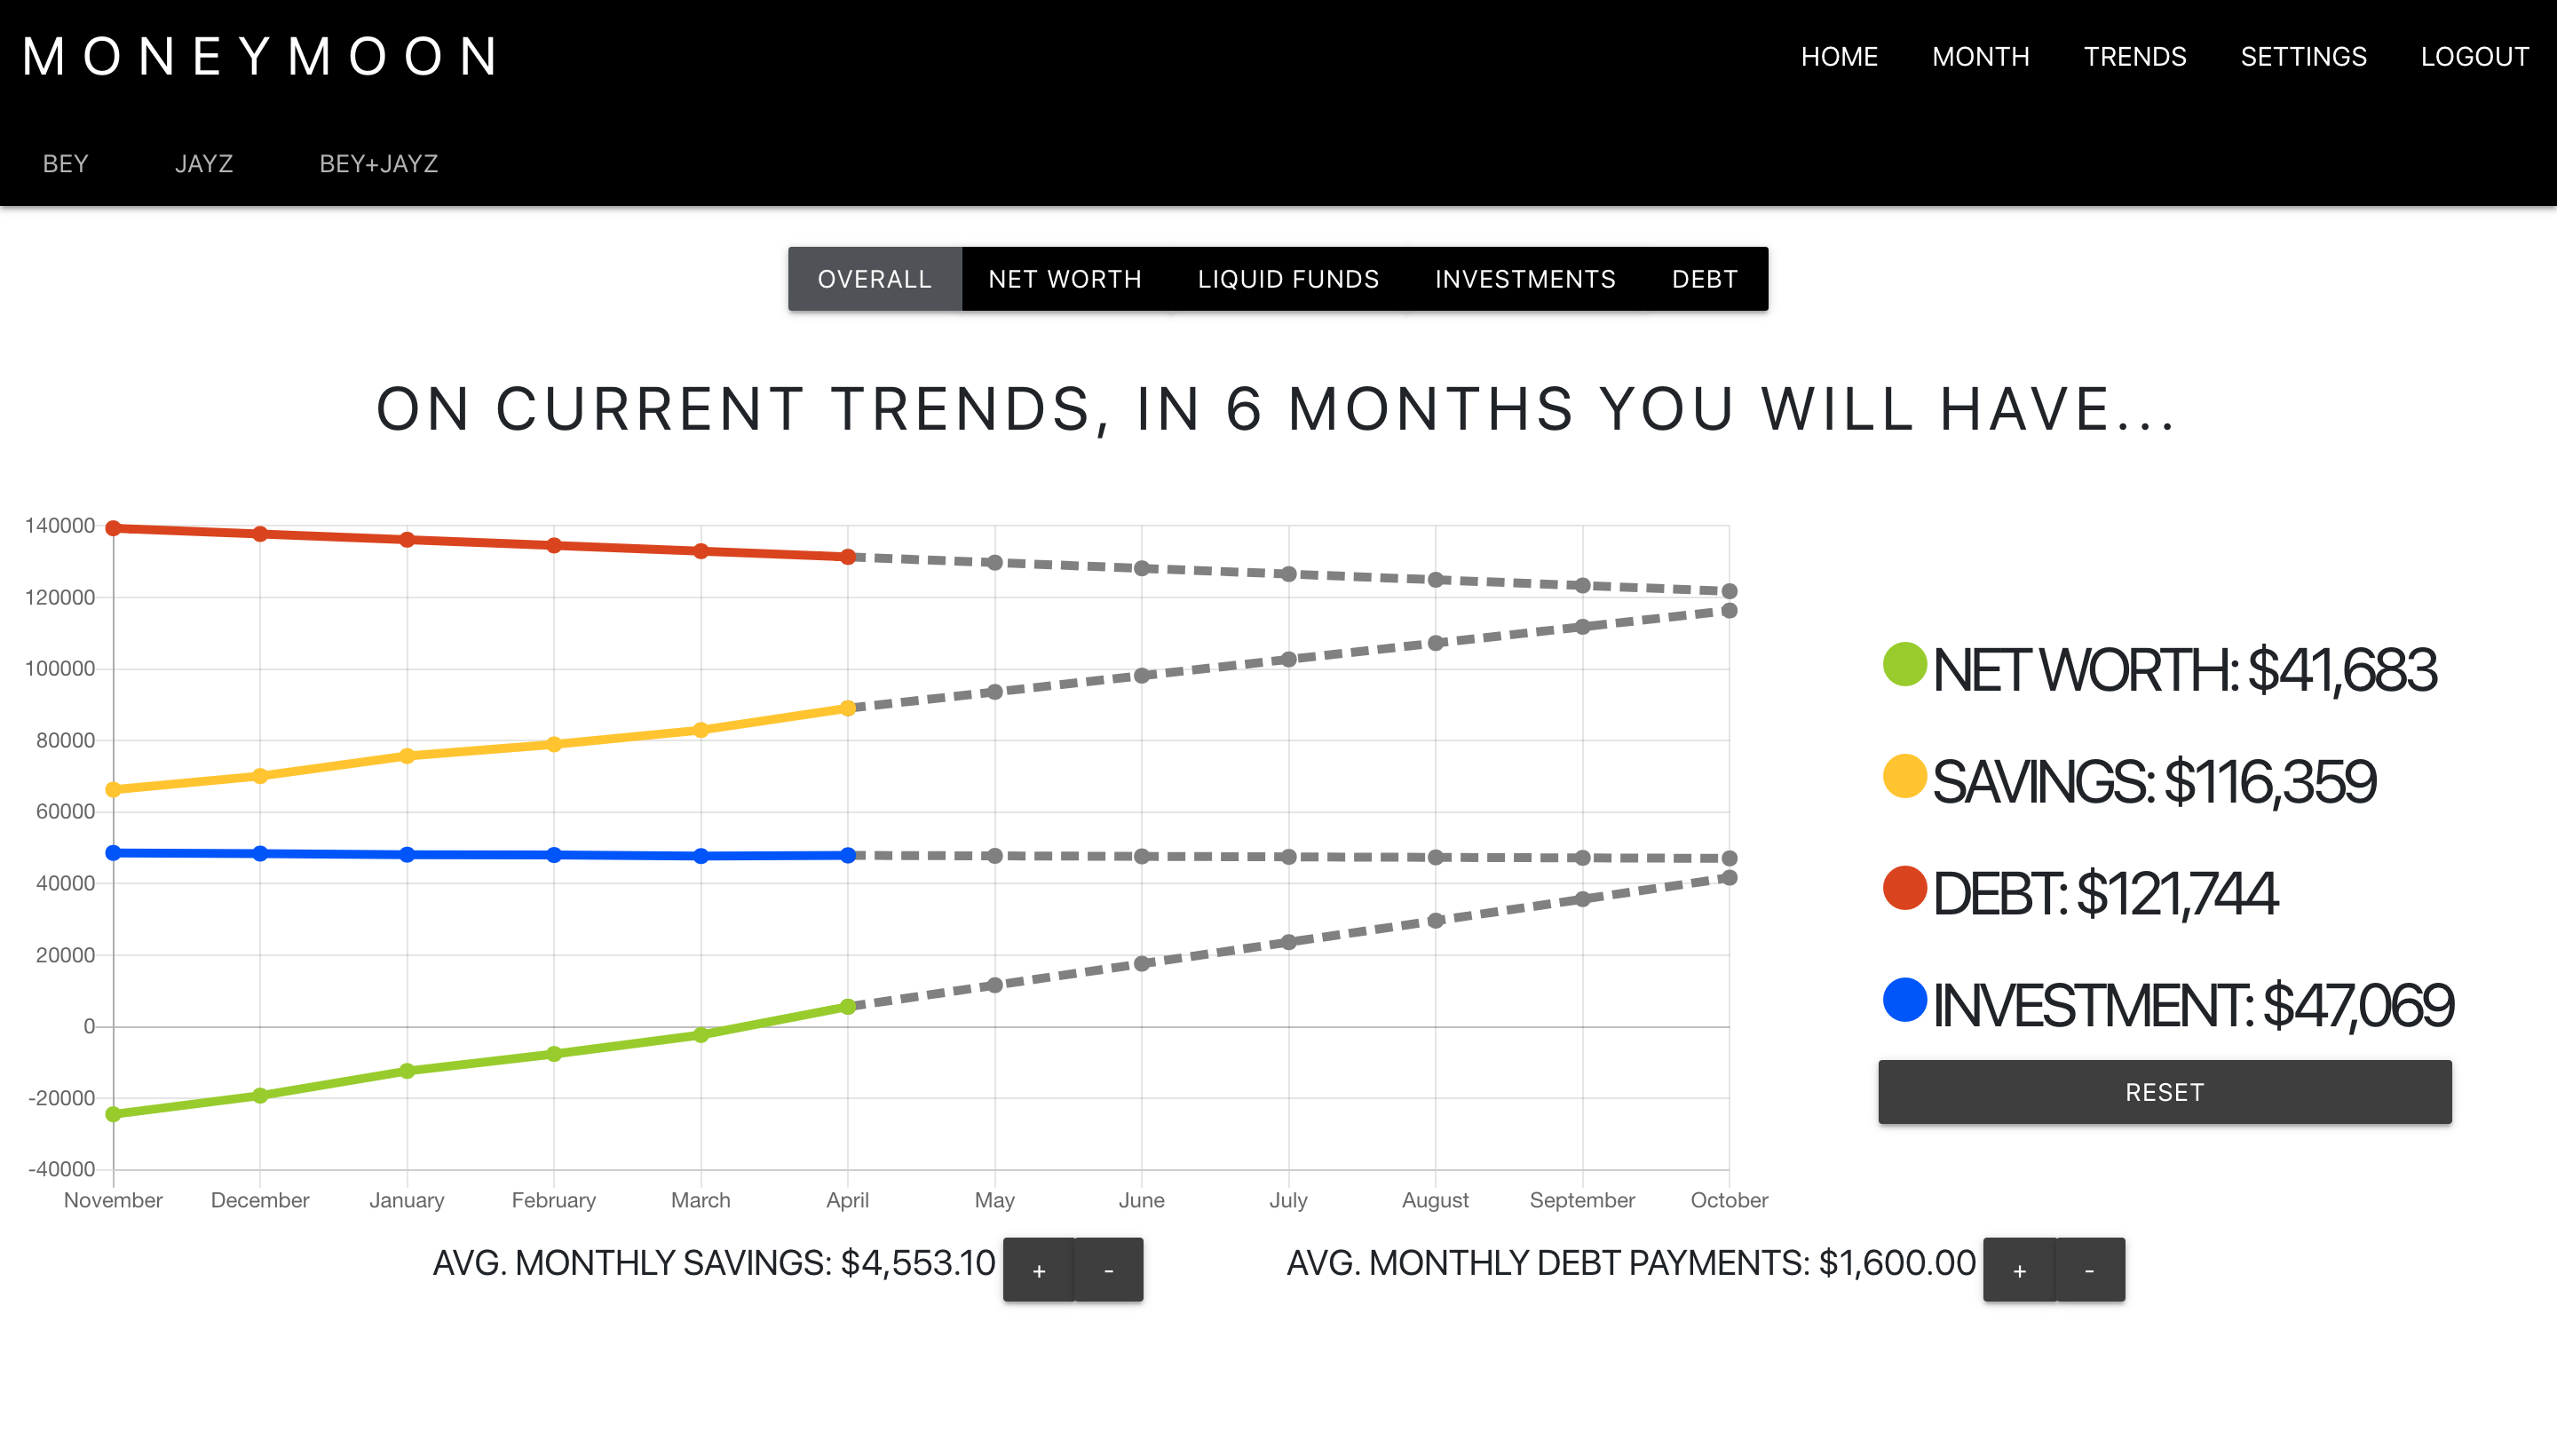 MONEYMOON
HOME MONTH TRENDS SETTINGS LOGOUT
BEY JAYZ BEY+JAYZ
OVERALL NET WORTH LIQUID FUNDS INVESTMENTS DEBT
ON CURRENT TRENDS, IN 6 MONTHS YOU WILL HAVE...
140000
120000
100000
80000
60000
40000
20000
0
-20000
-40000
November December January February March April May June July August September October
NET WORTH: $41,683
SAVINGS: $116,359
DEBT: $121,744
INVESTMENT: $47,069
RESET
AVG. MONTHLY SAVINGS: $4,553.10 + -
AVG. MONTHLY DEBT PAYMENTS: $1,600.00 + -